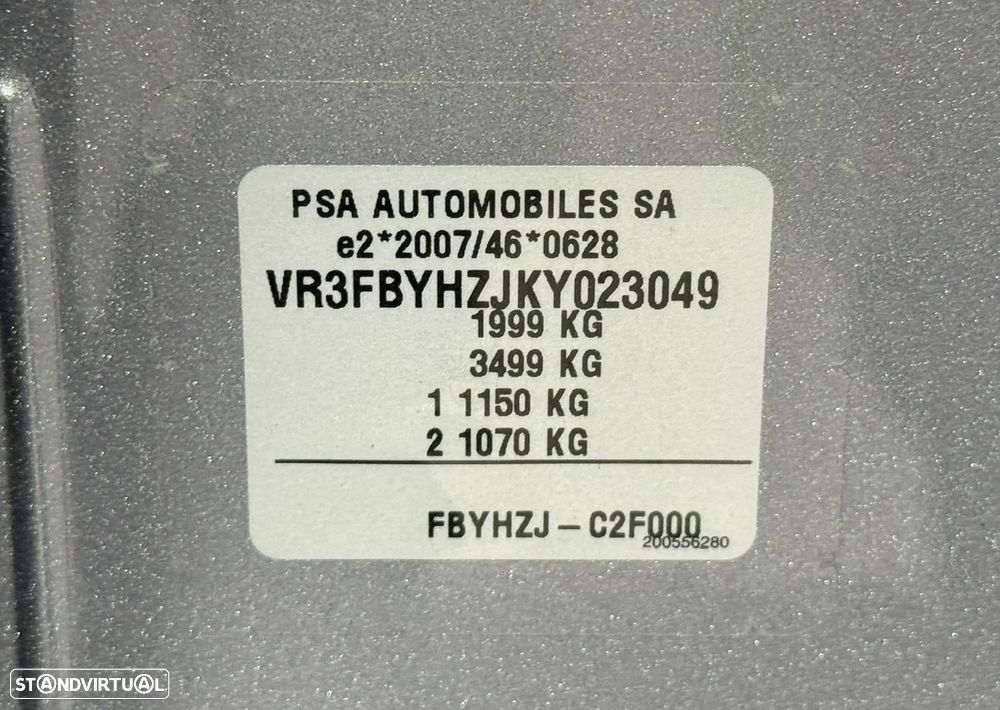 PSA AUTOMOBILES SA
e2*2007/46*0628
VR3FBYHZJKY023049
1999 KG
3499 KG
1 1150 KG
2 1070 KG
FBYHZJ – C2F000
200556280
STANDVIRTUAL